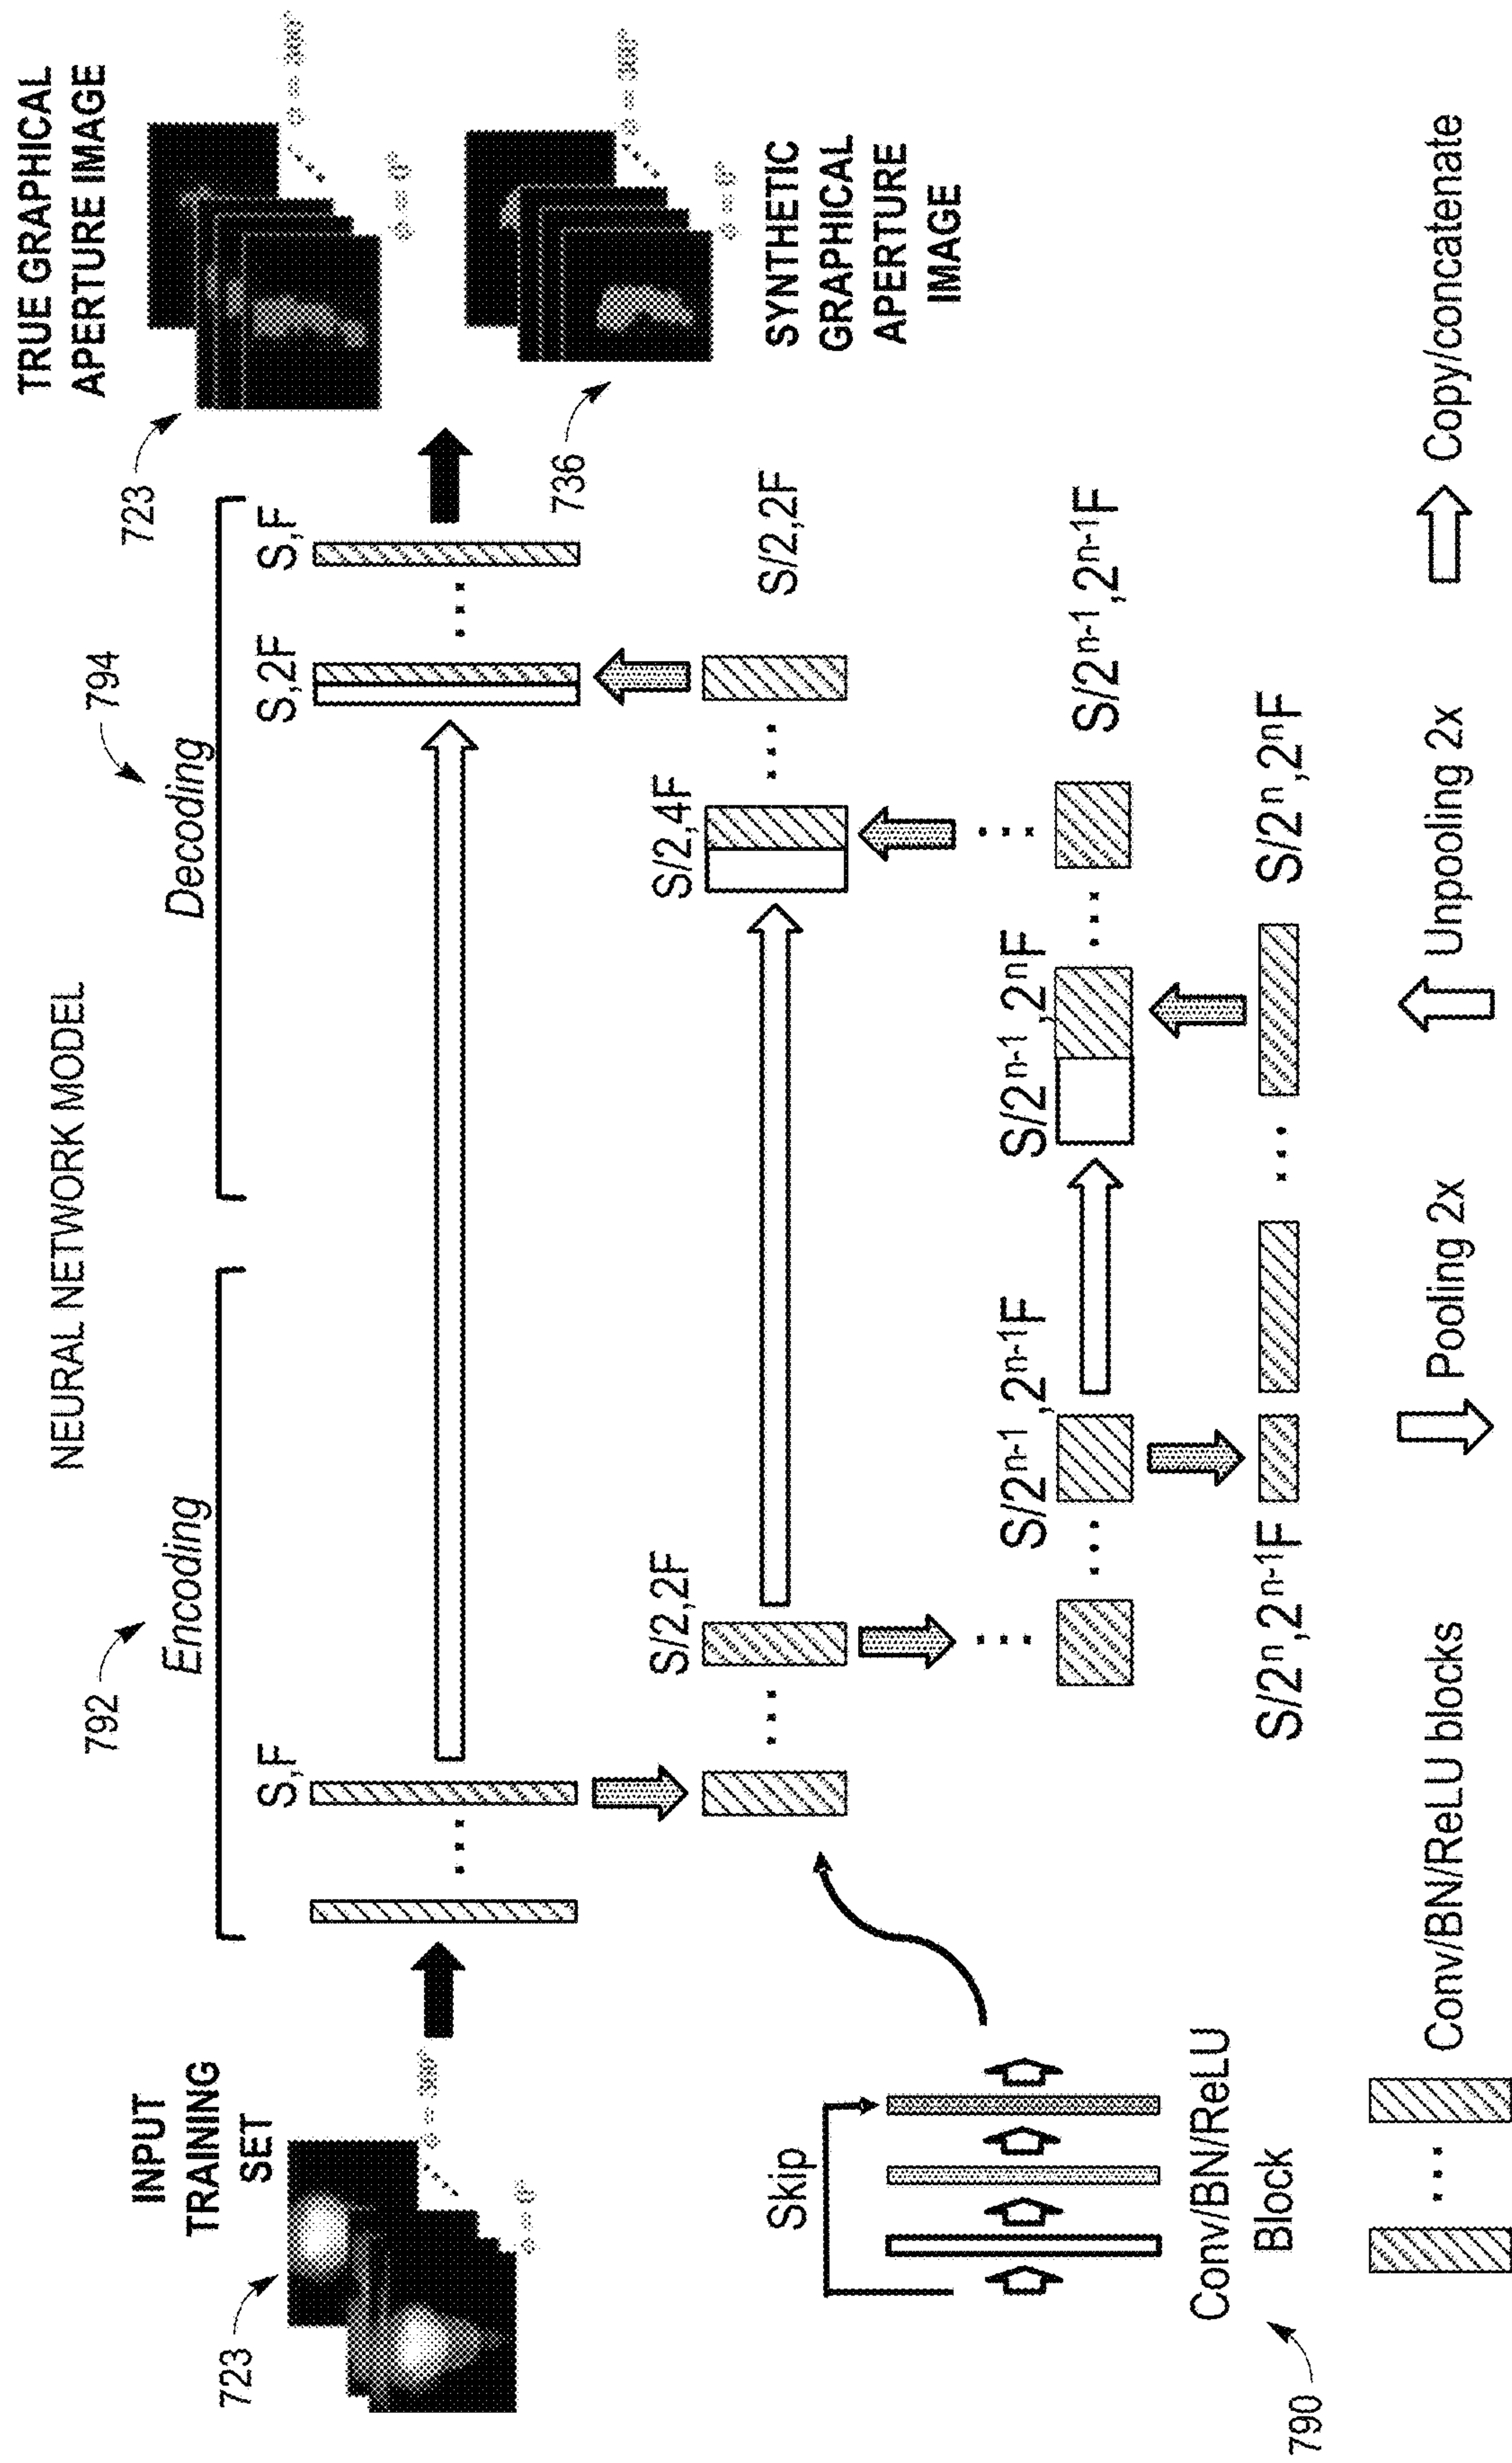 NEURAL NETWORK MODEL
792
Encoding
794
Decoding
INPUT
TRAINING
SET
723
S,F
S,2F
S,F
723
TRUE GRAPHICAL
APERTURE IMAGE
736
SYNTHETIC
GRAPHICAL
APERTURE
IMAGE
S/2,2F
S/2,4F
S/2,2F
Skip
Conv/BN/ReLU
Block
790
S/2ⁿ⁻¹,2ⁿ⁻¹F
S/2ⁿ⁻¹,2ⁿF
S/2ⁿ⁻¹,2ⁿ⁻¹F
S/2ⁿ,2ⁿ⁻¹F
S/2ⁿ,2ⁿF
Conv/BN/ReLU blocks
Pooling 2x
Unpooling 2x
Copy/concatenate